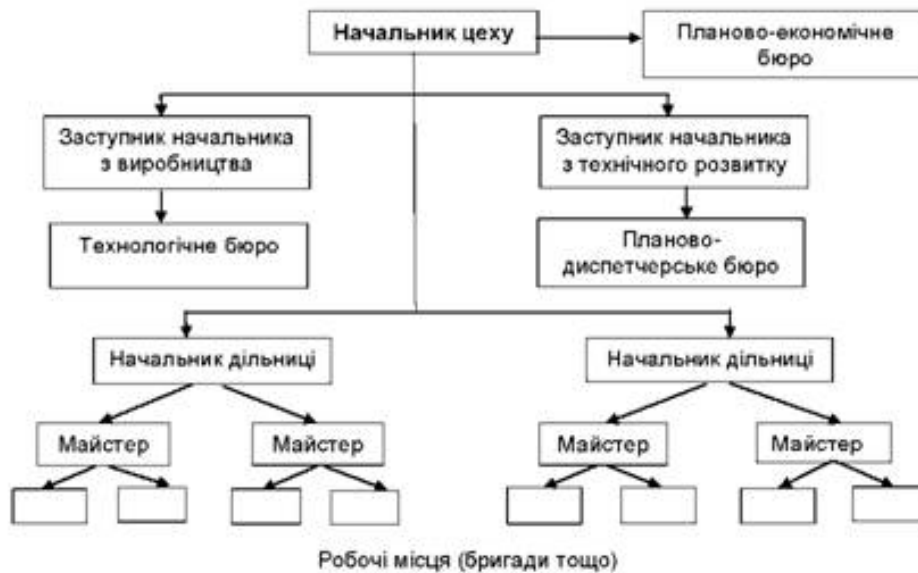 Начальник цеху
Планово-економічне
бюро
Заступник начальника
з виробництва
Заступник начальника
з технічного розвитку
Технологічне бюро
Планово-
диспетчерське бюро
Начальник дільниці
Начальник дільниці
Майстер
Майстер
Майстер
Майстер
Робочі місця (бригади тощо)